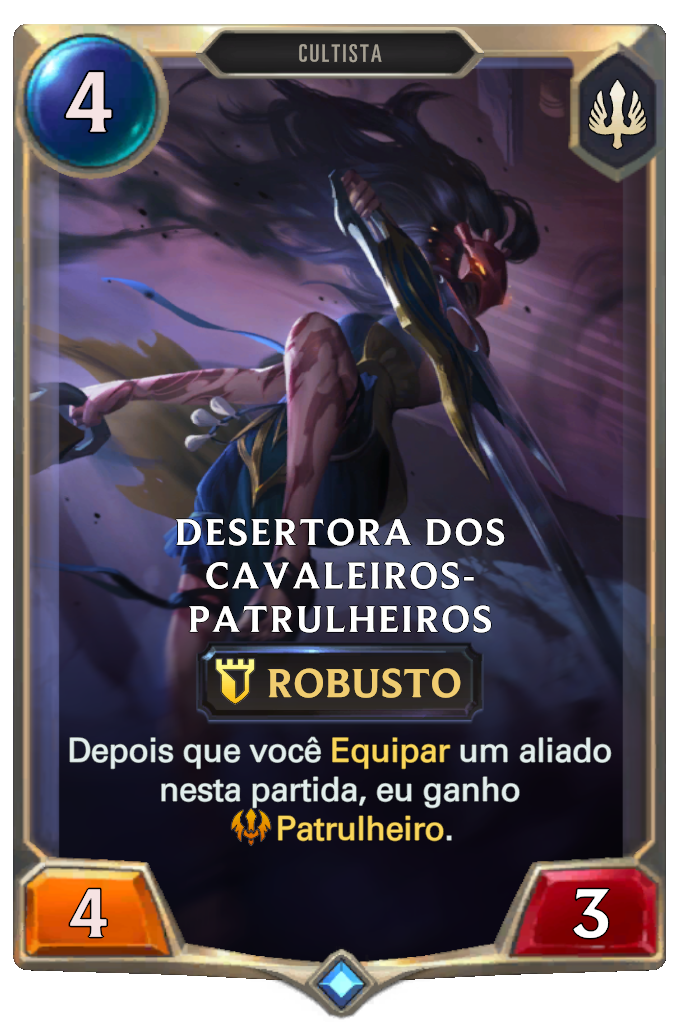 CULTISTA
4
DESERTORA DOS
CAVALEIROS-
PATRULHEIROS
ROBUSTO
Depois que você Equipar um aliado
nesta partida, eu ganho
Patrulheiro.
4
3